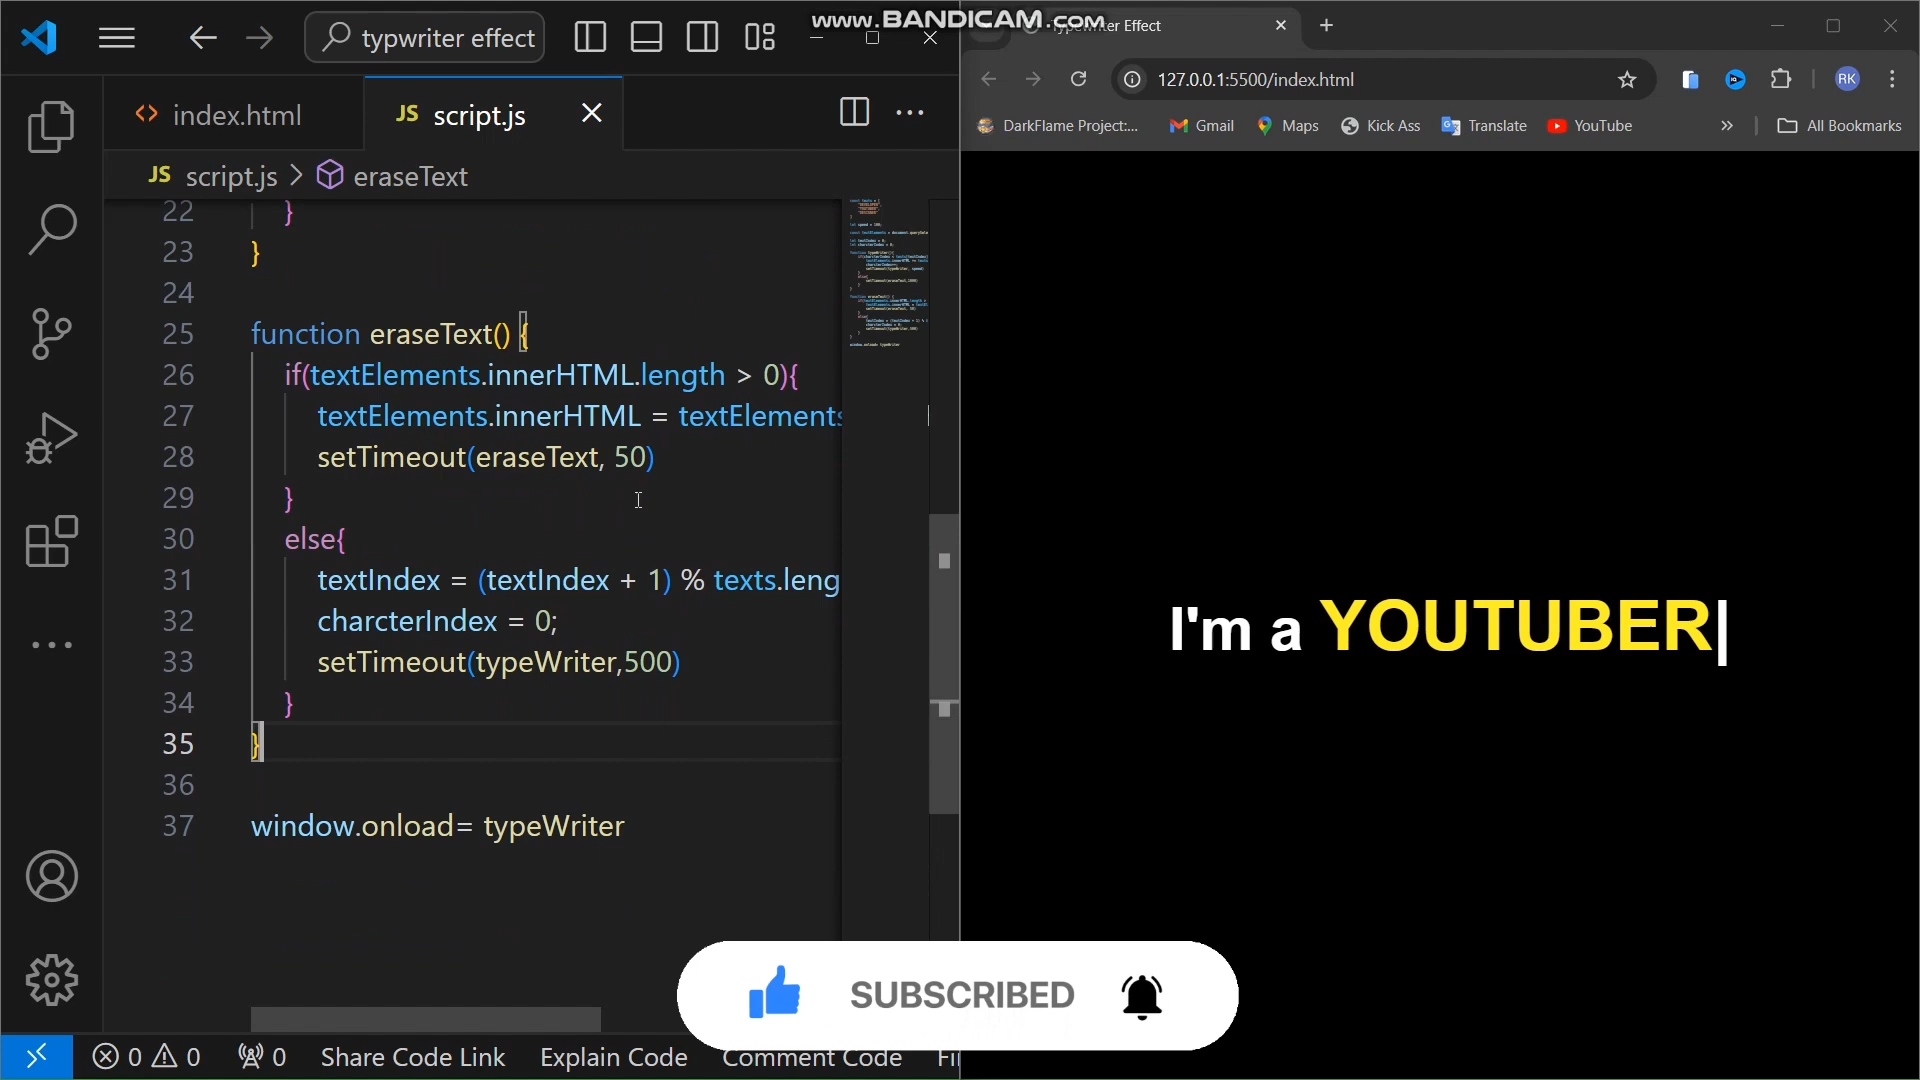 www.BANDICAM.com
typwriter effect
index.html
JS script.js
JS script.js > eraseText
22 }
23 }
24
25 function eraseText() {
26 if(textElements.innerHTML.length > 0){
27 textElements.innerHTML = textElements
28 setTimeout(eraseText, 50)
29 }
30 else{
31 textIndex = (textIndex + 1) % texts.leng
32 charcterIndex = 0;
33 setTimeout(typeWriter,500)
34 }
35 }
36
37 window.onload= typeWriter
0 0 0 Share Code Link Explain Code Comment Code Fi
Typewriter Effect
127.0.0.1:5500/index.html
RK
DarkFlame Project:... Gmail Maps Kick Ass Translate YouTube » All Bookmarks
I'm a YOUTUBER|
SUBSCRIBED